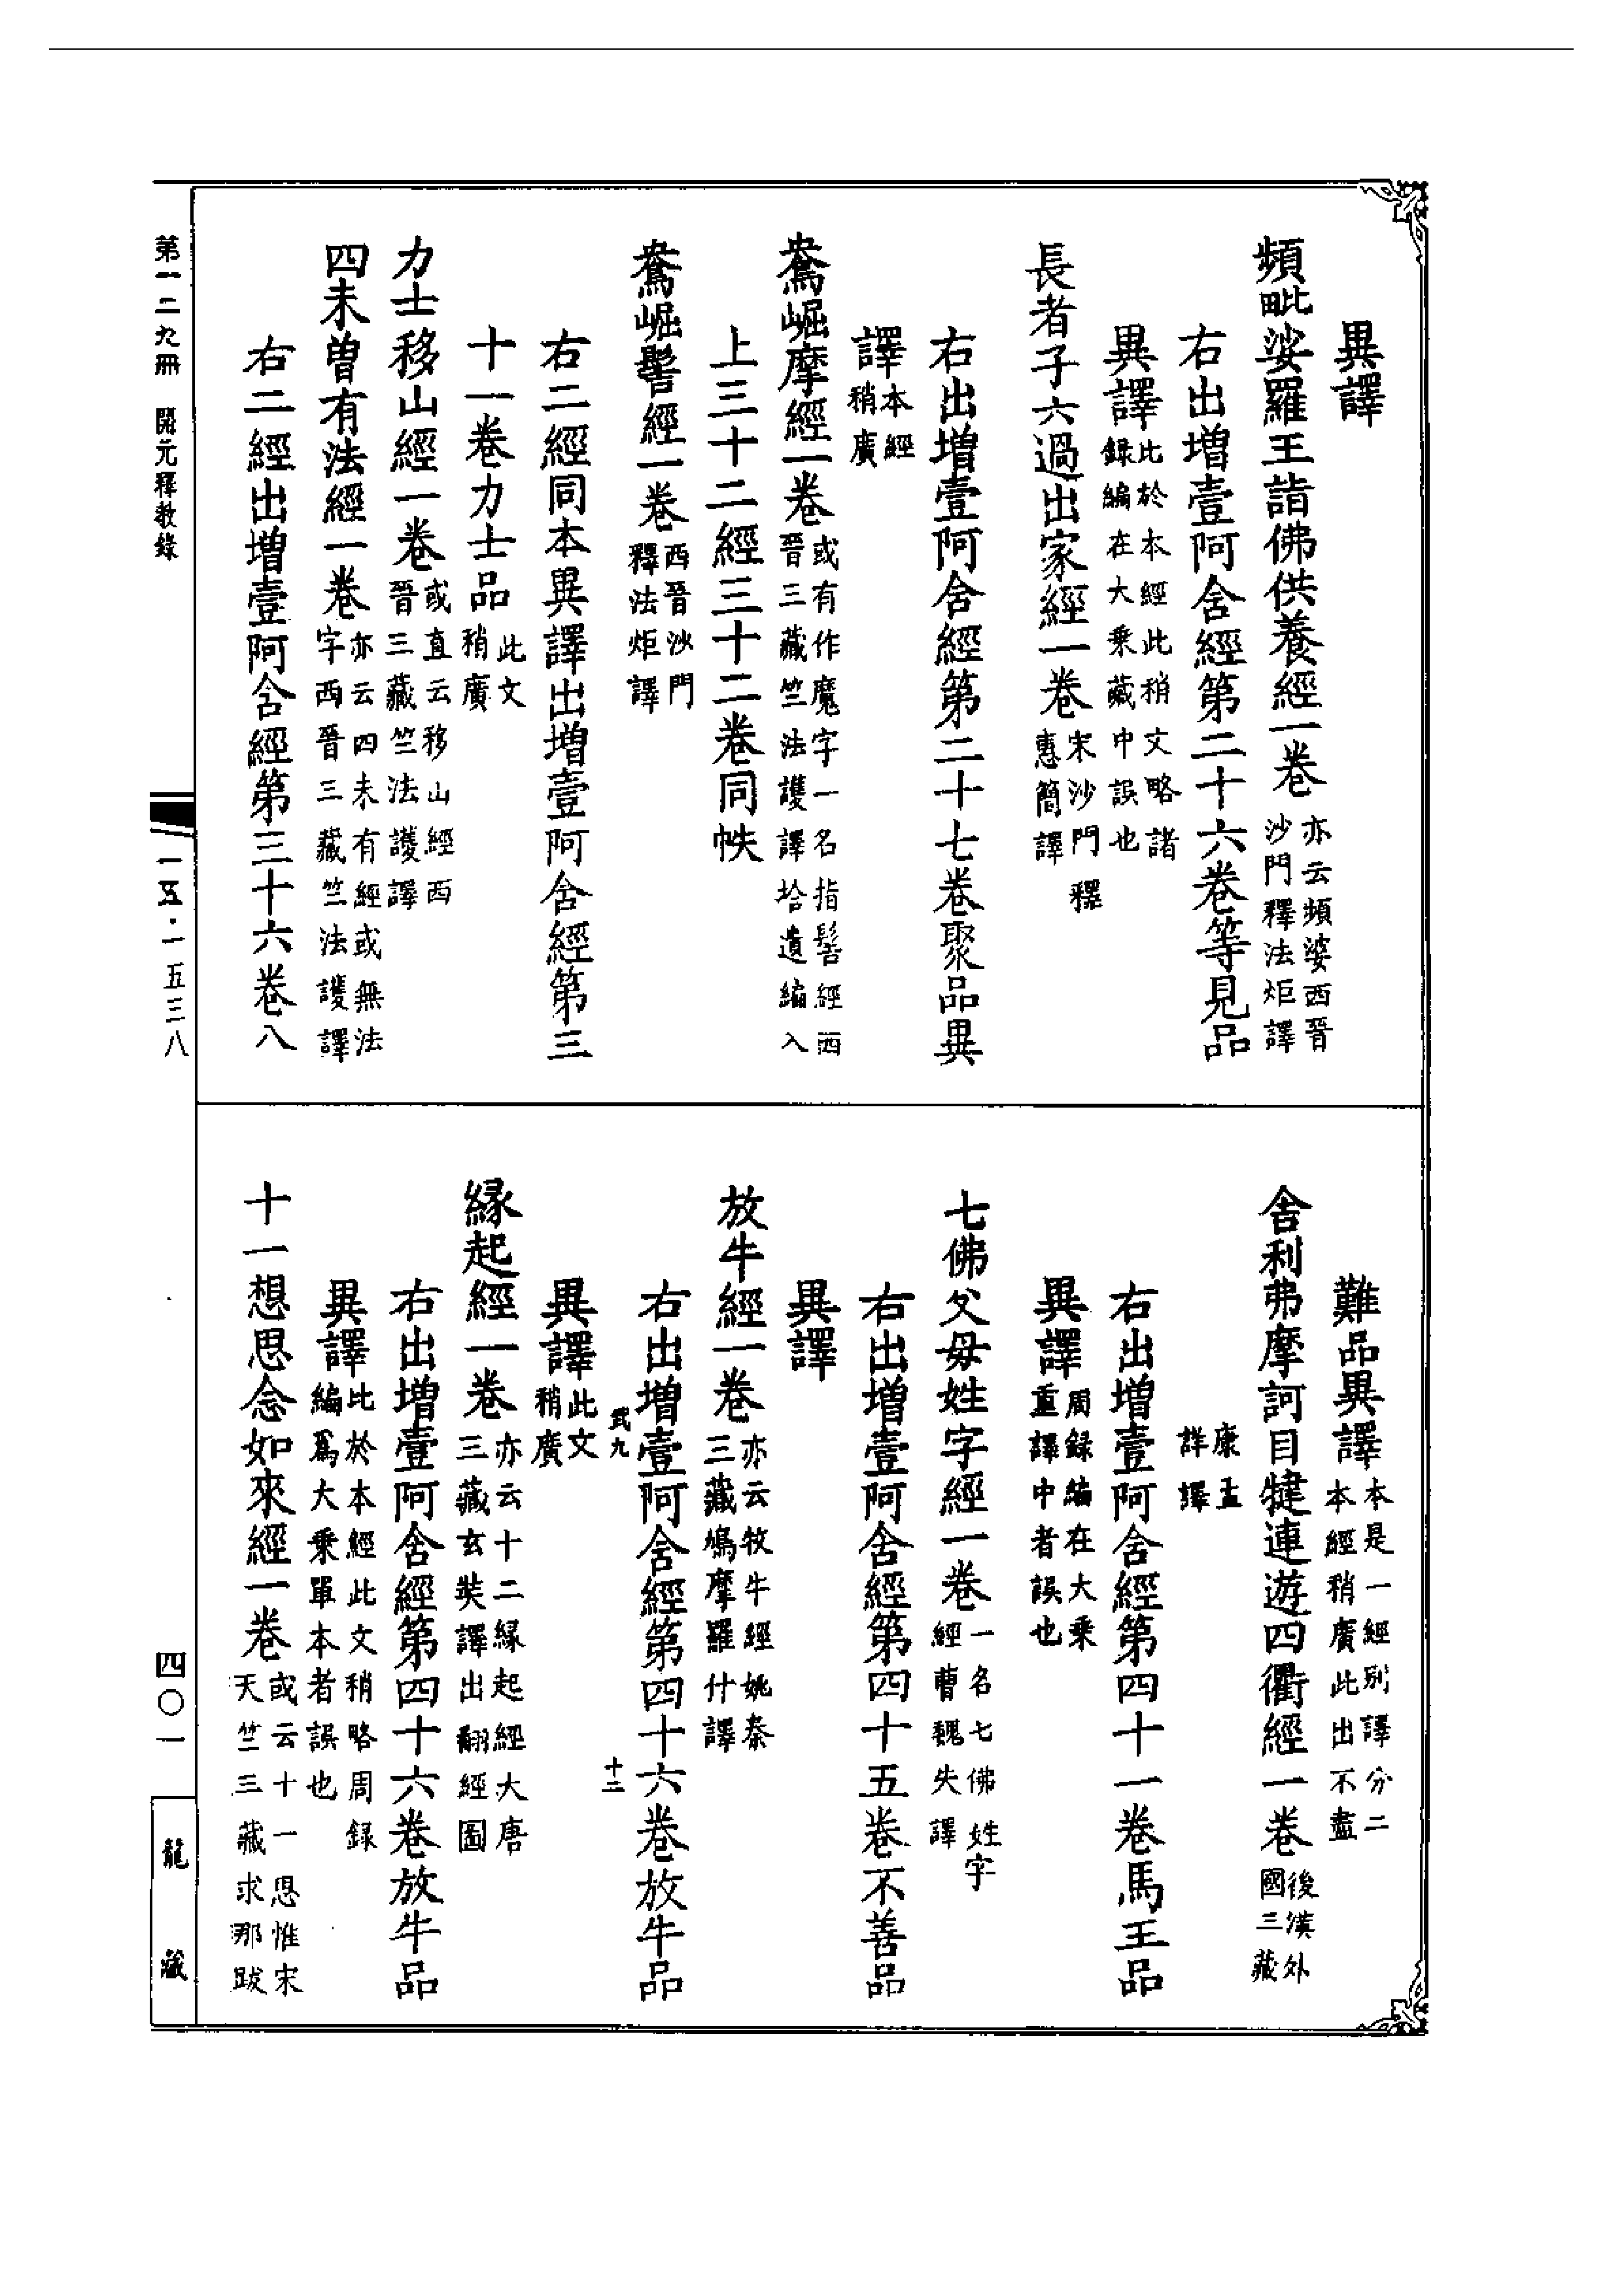 異譯
頻毗娑羅王詣佛供養經一卷亦云頻婆西晉沙門釋法炬譯
右出增壹阿含經第二十六卷等見品
異譯比於本經此稍文略諸錄編在大乘藏中誤也
長者子六過出家經一卷宋沙門釋惠簡譯
右出增壹阿含經第二十七卷聚品異
譯本經稍廣
鴦崛摩經一卷或有作魔字一名指髻經西晉三藏竺法護譯拾遺編入
上三十二經三十二卷同帙
鴦崛髻經一卷西晉沙門釋法炬譯
右二經同本異譯出增壹阿含經第三
十一卷力士品此文稍廣
力士移山經一卷或直云移山經西晉三藏竺法護譯
四未曾有法經一卷亦云四未有經或無法字西晉三藏竺法護譯
右二經出增壹阿含經第三十六卷八
難品異譯本是一經別譯分二本經稍廣此出不盡
舍利弗摩訶目犍連遊四衢經一卷後漢外國三藏
康孟詳譯
右出增壹阿含經第四十一卷馬王品
異譯周錄編在大乘重譯中者誤也
七佛父母姓字經一卷一名七佛姓字經曹魏失譯
右出增壹阿含經第四十五卷不善品
異譯
放牛經一卷亦云牧牛經姚秦三藏鳩摩羅什譯
右出增壹阿含經第四十六卷放牛品
武九
十二
異譯此文稍廣
緣起經一卷亦云十二緣起經大唐三藏玄奘譯出翻經圖
右出增壹阿含經第四十六卷放牛品
異譯比於本經此文稍略周錄編爲大乘單本者誤也
十一想思念如來經一卷或云十一思惟宋天竺三藏求那跋
第一二九冊 開元釋教錄
一五·一五三八
四〇一
龍藏